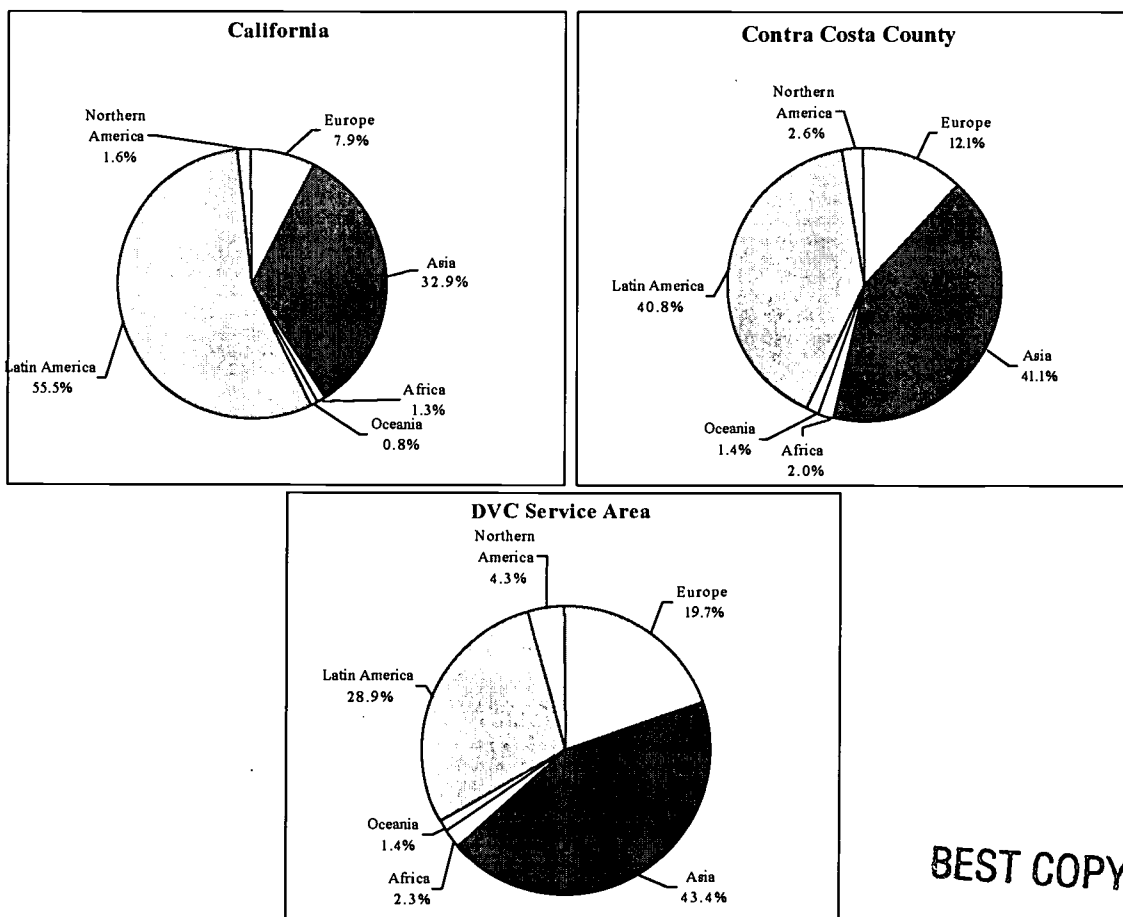 California
Northern
America
1.6%
Europe
7.9%
Asia
32.9%
Africa
1.3%
Oceania
0.8%
Latin America
55.5%
Contra Costa County
Northern
America
2.6%
Europe
12.1%
Latin America
40.8%
Asia
41.1%
Oceania
1.4%
Africa
2.0%
DVC Service Area
Northern
America
4.3%
Europe
19.7%
Latin America
28.9%
Oceania
1.4%
Africa
2.3%
Asia
43.4%
BEST COPY